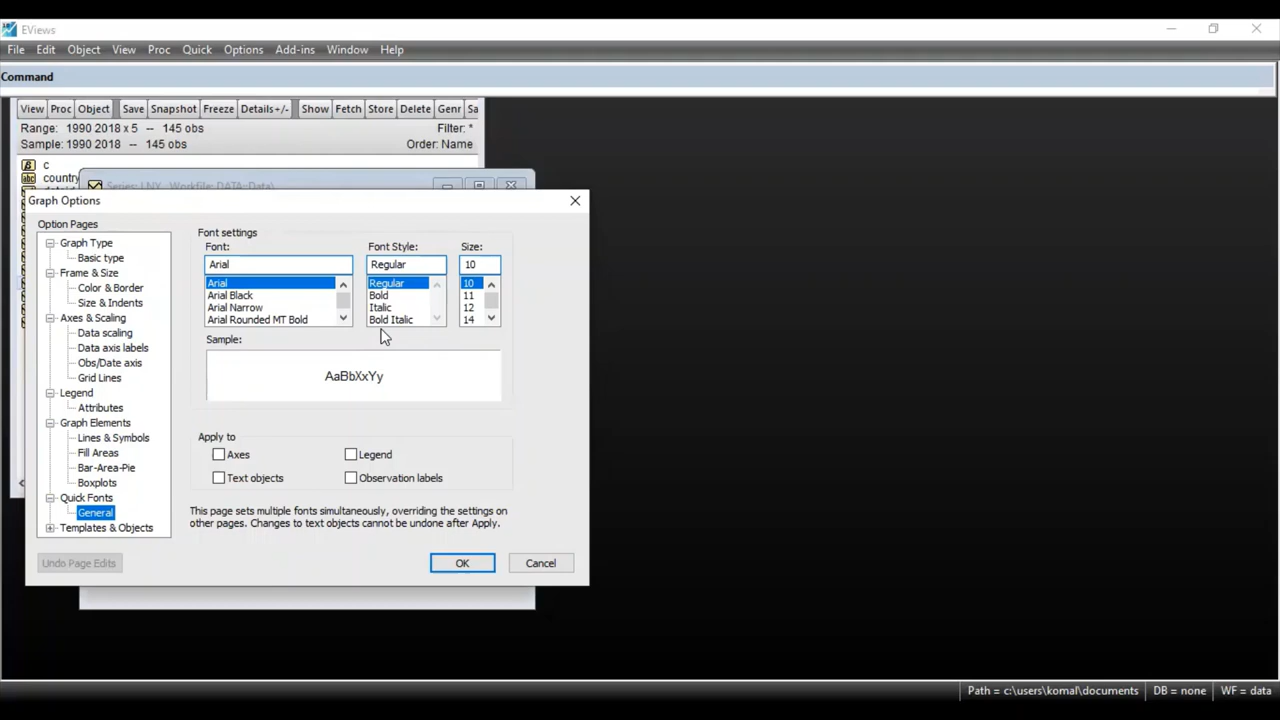 EViews
File Edit Object View Proc Quick Options Add-ins Window Help
Command
View Proc Object Save Snapshot Freeze Details+/- Show Fetch Store Delete Genr Sa
Range: 1990 2018 x 5 -- 145 obs Filter: *
Sample: 1990 2018 -- 145 obs Order: Name
c
country
Series: LNX Workfile: DATA::Data\
Graph Options
Option Pages
Graph Type
Basic type
Frame & Size
Color & Border
Size & Indents
Axes & Scaling
Data scaling
Data axis labels
Obs/Date axis
Grid Lines
Legend
Attributes
Graph Elements
Lines & Symbols
Fill Areas
Bar-Area-Pie
Boxplots
Quick Fonts
General
Templates & Objects
Font settings
Font: Font Style: Size:
Arial Regular 10
Arial Regular 10
Arial Black Bold 11
Arial Narrow Italic 12
Arial Rounded MT Bold Bold Italic 14
Sample:
AaBbXxYy
Apply to
Axes Legend
Text objects Observation labels
This page sets multiple fonts simultaneously, overriding the settings on
other pages. Changes to text objects cannot be undone after Apply.
Undo Page Edits OK Cancel
Path = c:\users\komal\documents DB = none WF = data